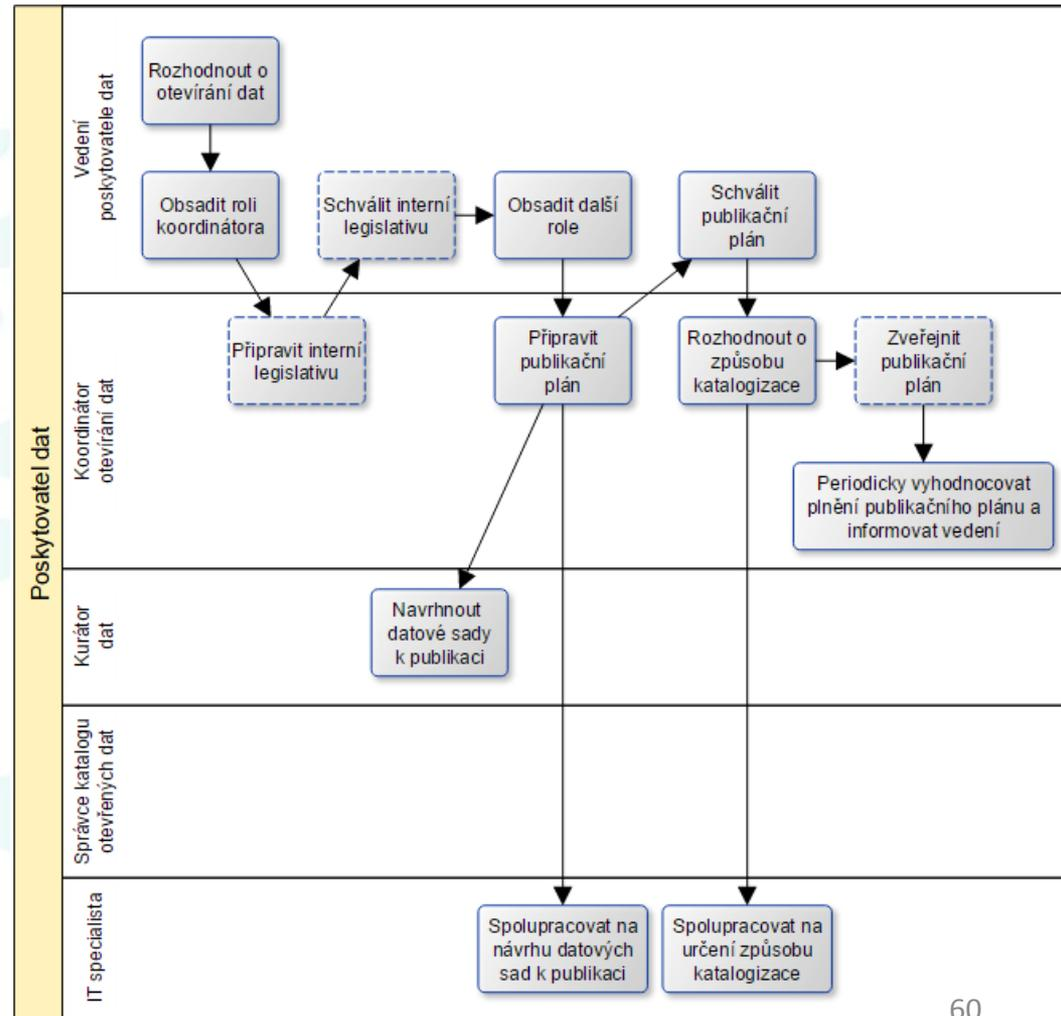 Poskytovatel dat
Vedení
poskytovatele dat
Rozhodnout o
otevírání dat
Obsadit roli
koordinátora
Schválit interní
legislativu
Obsadit další
role
Schválit
publikační
plán
Koordinátor
otevírání dat
Připravit interní
legislativu
Připravit
publikační
plán
Rozhodnout o
způsobu
katalogizace
Zveřejnit
publikační
plán
Periodicky vyhodnocovat
plnění publikačního plánu a
informovat vedení
Kurátor
dat
Navrhnout
datové sady
k publikaci
Správce katalogu
otevřených dat
IT specialista
Spolupracovat na
návrhu datových
sad k publikaci
Spolupracovat na
určení způsobu
katalogizace
60